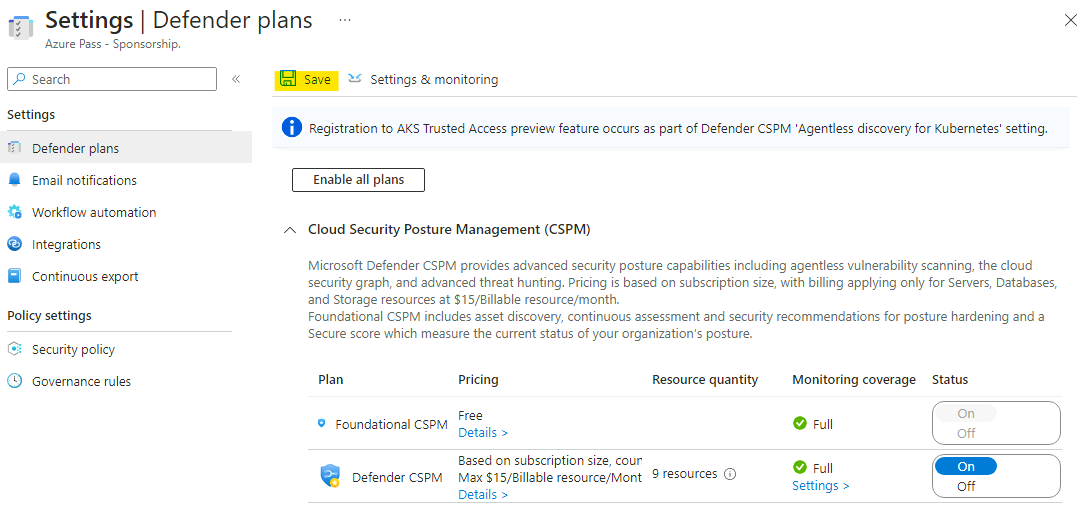 Settings | Defender plans ...
Azure Pass - Sponsorship.
Search «
Save Settings & monitoring
Settings
Registration to AKS Trusted Access preview feature occurs as part of Defender CSPM 'Agentless discovery for Kubernetes' setting.
Defender plans
Email notifications
Workflow automation
Integrations
Continuous export
Policy settings
Security policy
Governance rules
Enable all plans
Cloud Security Posture Management (CSPM)
Microsoft Defender CSPM provides advanced security posture capabilities including agentless vulnerability scanning, the cloud
security graph, and advanced threat hunting. Pricing is based on subscription size, with billing applying only for Servers, Databases,
and Storage resources at $15/Billable resource/month.
Foundational CSPM includes asset discovery, continuous assessment and security recommendations for posture hardening and a
Secure score which measure the current status of your organization's posture.
Plan Pricing Resource quantity Monitoring coverage Status
Foundational CSPM Free Full On
Details > Off
Defender CSPM Based on subscription size, cour 9 resources Full On
Max $15/Billable resource/Mont Settings > Off
Details >